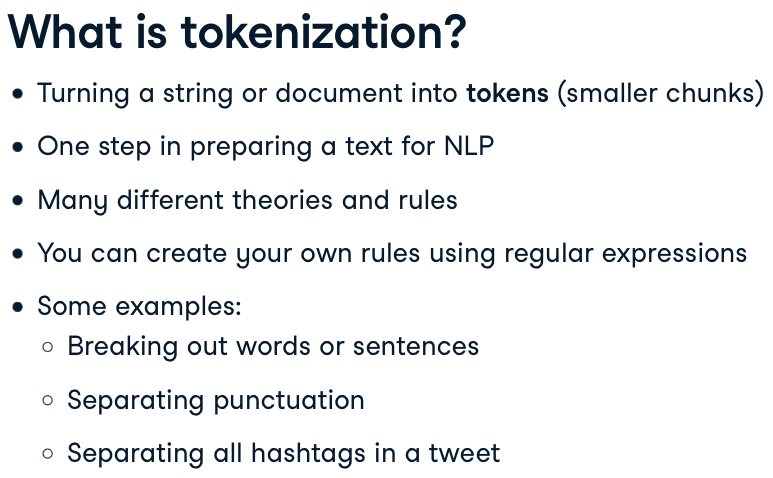 What is tokenization?
• Turning a string or document into tokens (smaller chunks)
• One step in preparing a text for NLP
• Many different theories and rules
• You can create your own rules using regular expressions
• Some examples:
○ Breaking out words or sentences
○ Separating punctuation
○ Separating all hashtags in a tweet